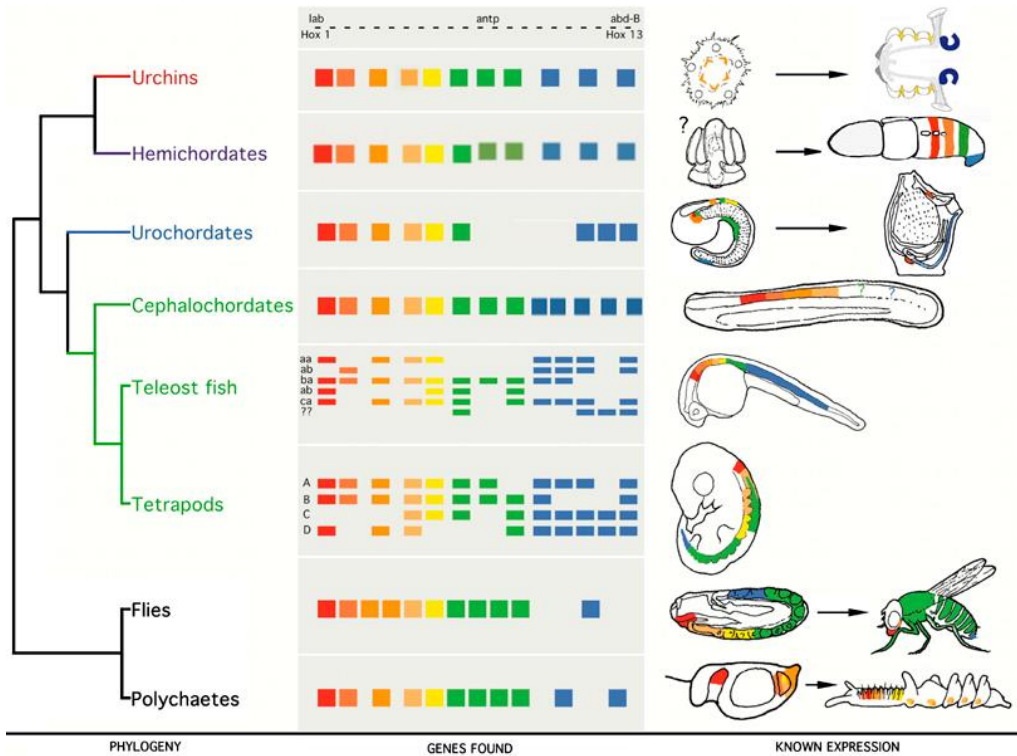 lab antp abd-B
Hox 1 Hox 13
Urchins
Hemichordates
?
Urochordates
Cephalochordates
? ?
Teleost fish
aa
ab
ba
ab
ca
??
Tetrapods
A
B
C
D
Flies
Polychaetes
PHYLOGENY GENES FOUND KNOWN EXPRESSION